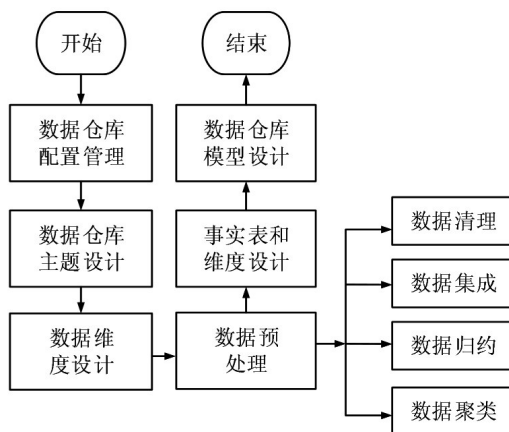 开始
数据仓库
配置管理
数据仓库
主题设计
数据维
度设计
数据预
处理
事实表和
维度设计
数据仓库
模型设计
结束
数据清理
数据集成
数据归约
数据聚类